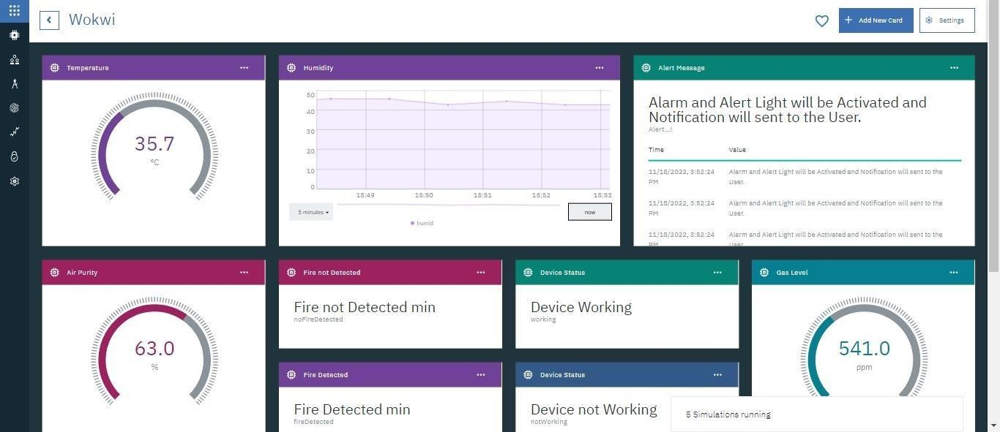 Wokwi
Add New Card
Settings
Temperature
35.7
°C
Humidity
50
40
30
20
10
0
15:49
15:50
15:51
15:52
15:53
5 minutes
now
humid
Alert Message
Alarm and Alert Light will be Activated and
Notification will sent to the User.
Alert...!
Time Value
11/18/2022, 3:52:24 Alarm and Alert Light will be Activated and Notification will sent to the
PM User.
11/18/2022, 3:52:24 Alarm and Alert Light will be Activated and Notification will sent to the
PM User.
11/18/2022, 3:52:24 Alarm and Alert Light will be Activated and Notification will sent to the
PM User.
Air Purity
63.0
%
Fire not Detected
Fire not Detected min
noFireDetected
Device Status
Device Working
working
Gas Level
541.0
ppm
Fire Detected
Fire Detected min
fireDetected
Device Status
Device not Working
notWorking
5 Simulations running